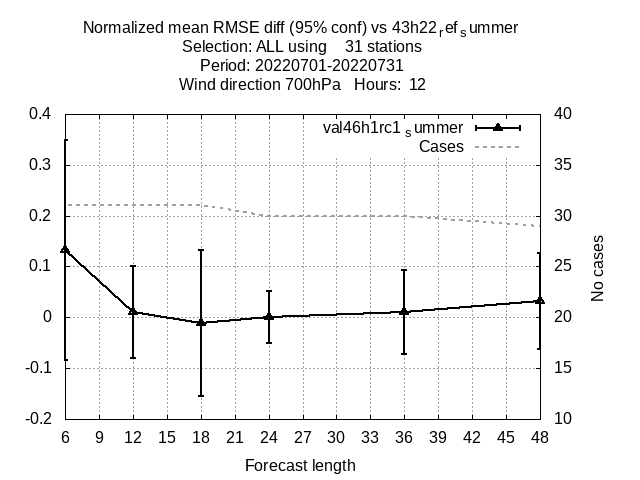 Normalized mean RMSE diff (95% conf) vs 43h22ref summer
Selection: ALL using 31 stations
Period: 20220701-20220731
Wind direction 700hPa Hours: 12
val46h1rc1 summer
Cases
0.4
0.3
0.2
0.1
0
-0.1
-0.2
40
35
30
25
20
15
10
No cases
6 9 12 15 18 21 24 27 30 33 36 39 42 45 48
Forecast length